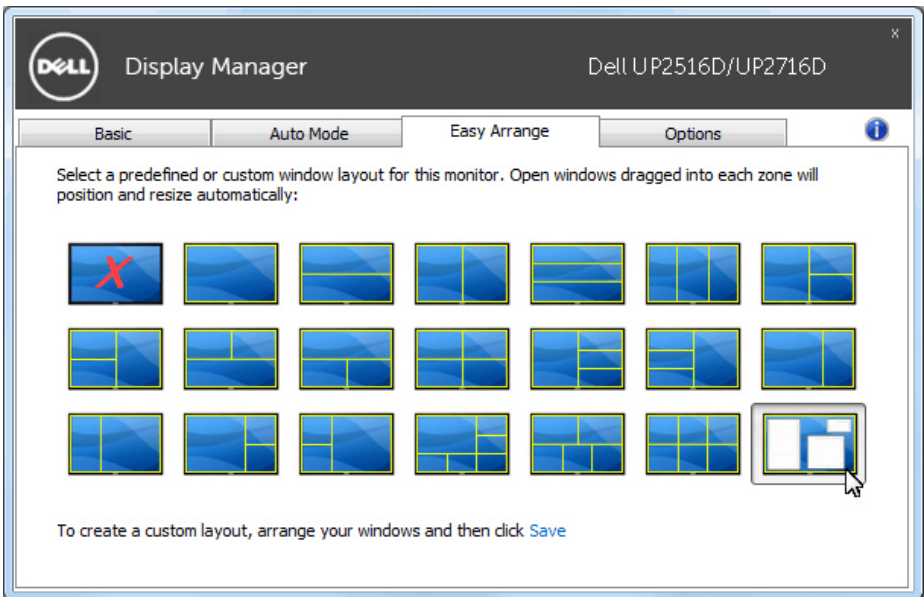 x
DELL Display Manager Dell UP2516D/UP2716D
Basic Auto Mode Easy Arrange Options i
Select a predefined or custom window layout for this monitor. Open windows dragged into each zone will
position and resize automatically:
X
To create a custom layout, arrange your windows and then click Save